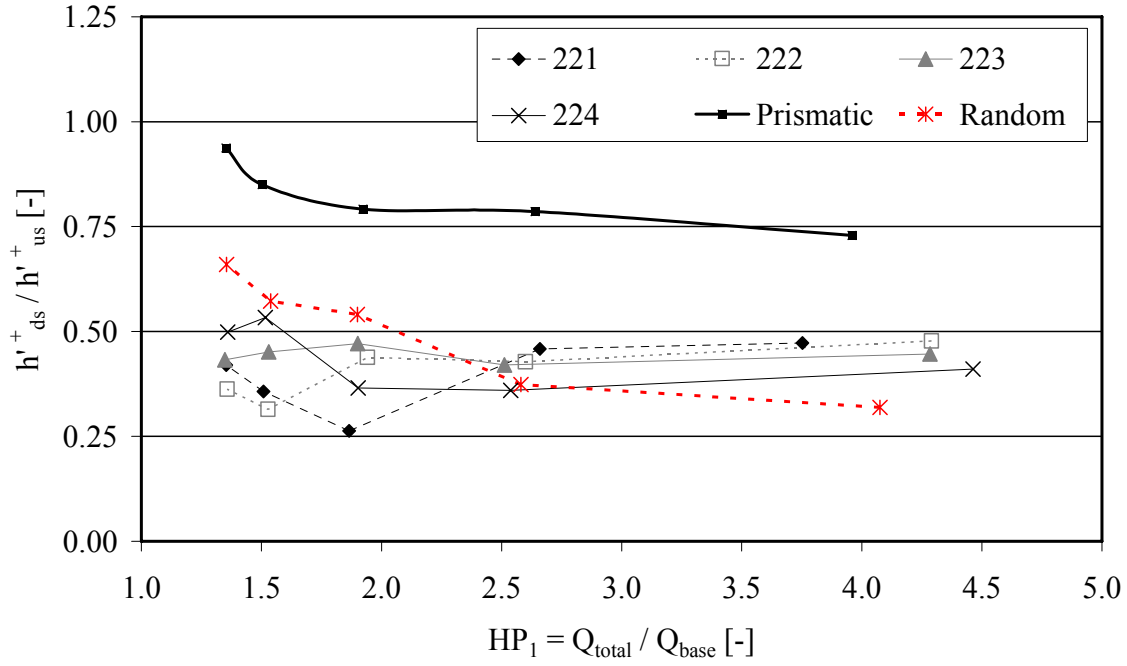 1.25
221
222
223
224
Prismatic
Random
1.00
0.75
0.50
0.25
0.00
h'⁺ds / h'⁺us [-]
1.0 1.5 2.0 2.5 3.0 3.5 4.0 4.5 5.0
HP₁ = Qtotal / Qbase [-]